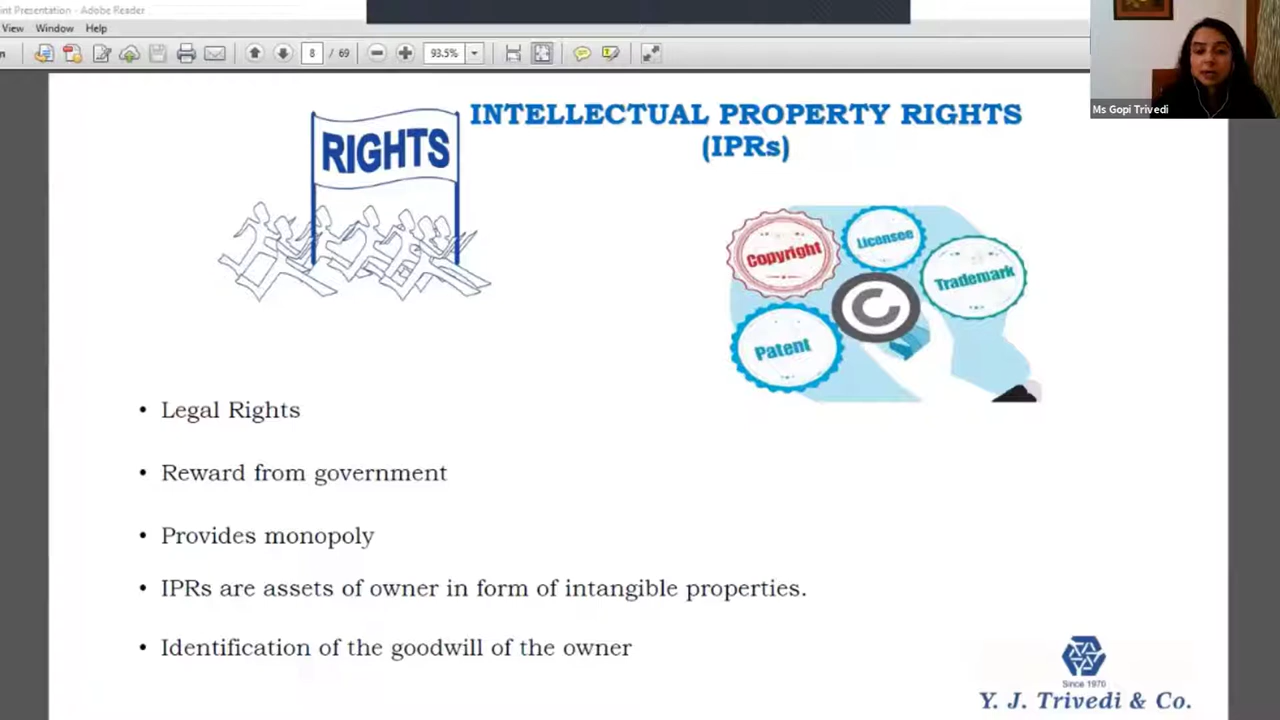 int Presentation - Adobe Reader
View Window Help
8 / 69
93.5%
Ms Gopi Trivedi
RIGHTS
INTELLECTUAL PROPERTY RIGHTS
(IPRs)
Copyright
Licensee
Trademark
C
Patent
• Legal Rights
• Reward from government
• Provides monopoly
• IPRs are assets of owner in form of intangible properties.
• Identification of the goodwill of the owner
Since 1970
Y. J. Trivedi & Co.